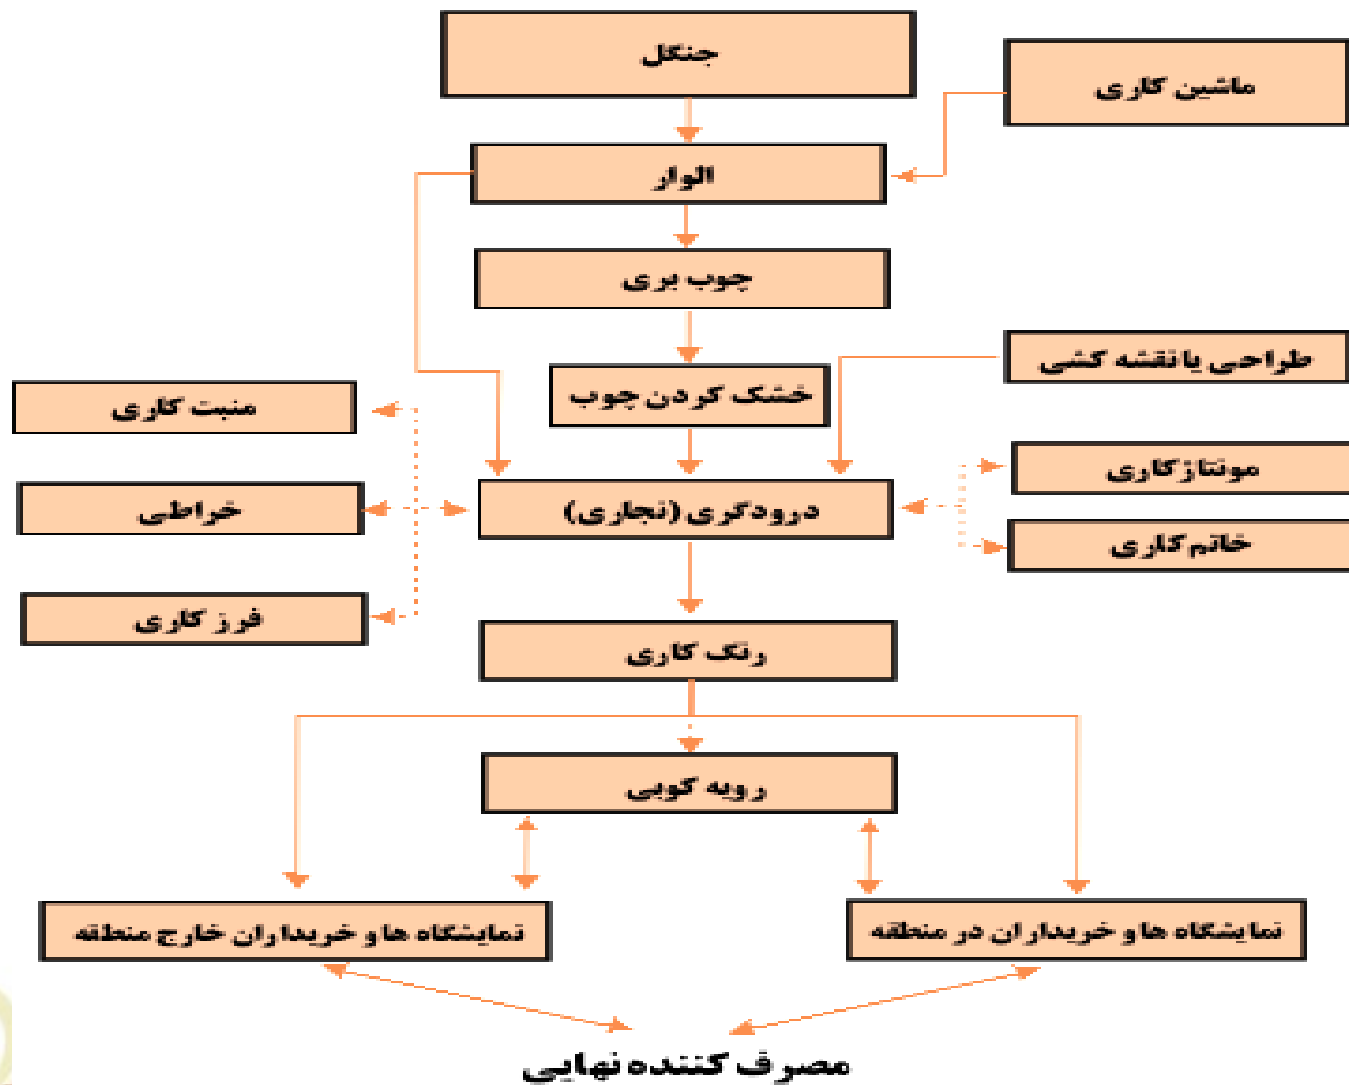 جنگل
ماشین کاری
الوار
چوب بری
طراحی یا نقشه کشی
خشک کردن چوب
منبت کاری
مونتاژکاری
خراطی
درودگری (نجاری)
خاتم کاری
فرز کاری
رنگ کاری
رویه کوبی
نمایشگاه ها و خریداران در منطقه
نمایشگاه ها و خریداران خارج منطقه
مصرف کننده نهایی